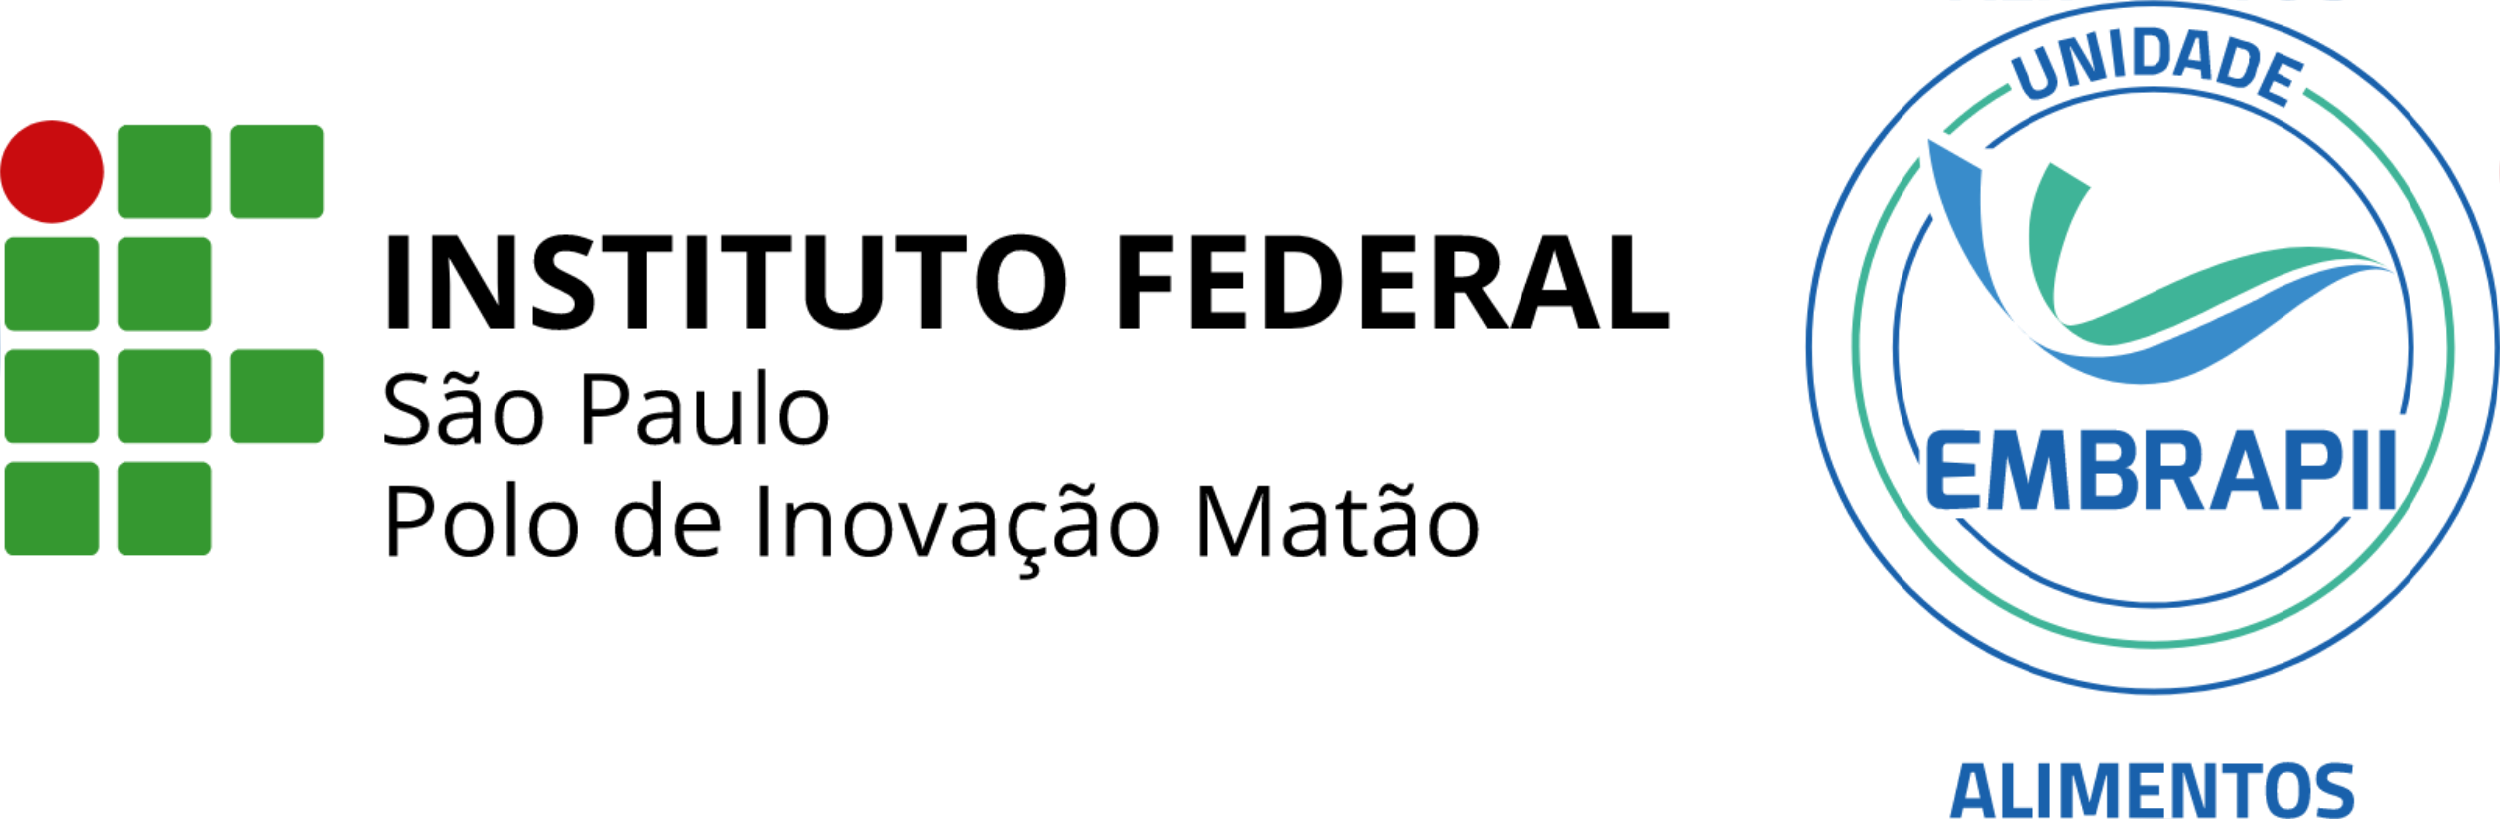 INSTITUTO FEDERAL
São Paulo
Polo de Inovação Matão
UNIDADE
EMBRAPII
ALIMENTOS